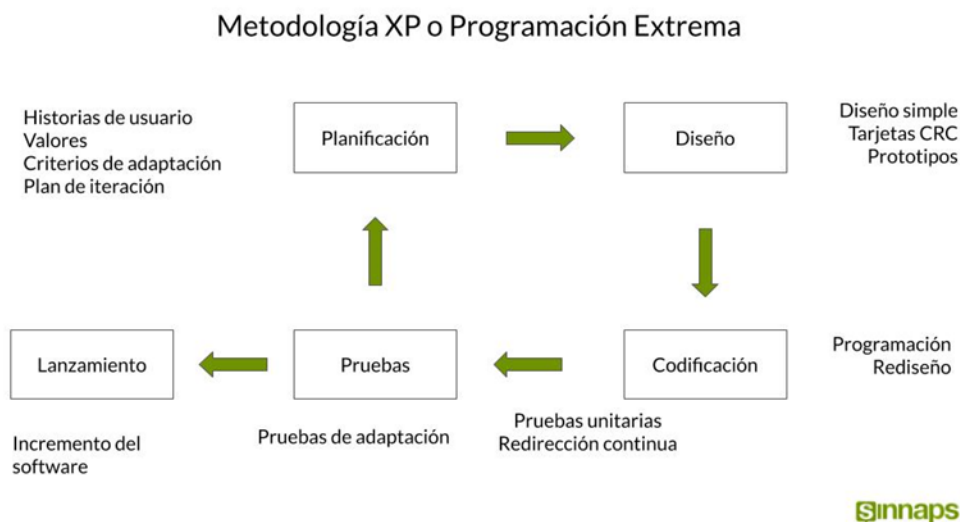 Metodología XP o Programación Extrema
Historias de usuario
Valores
Criterios de adaptación
Plan de iteración
Planificación
Diseño
Diseño simple
Tarjetas CRC
Prototipos
Lanzamiento
Pruebas
Codificación
Programación
Rediseño
Incremento del
software
Pruebas de adaptación
Pruebas unitarias
Redirección continua
sinnaps